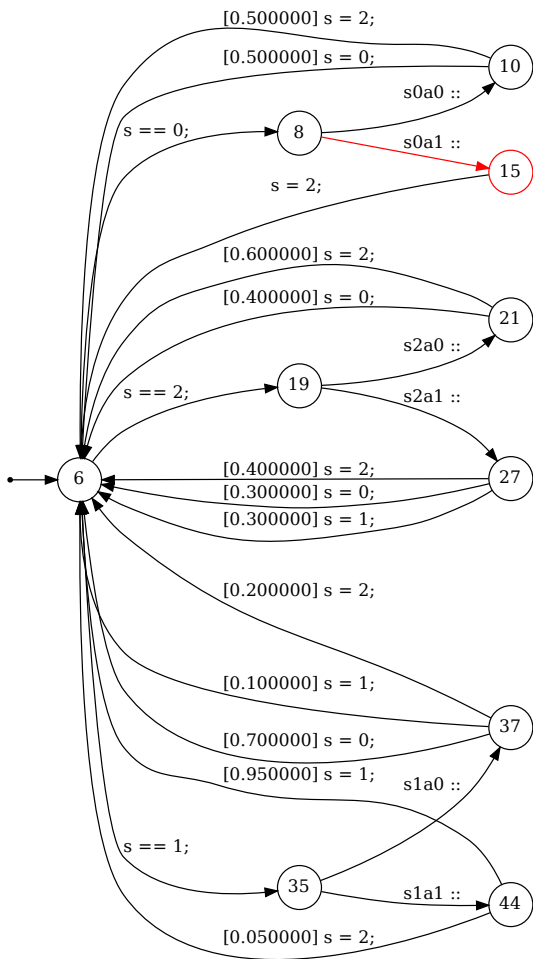 [0.500000] s = 2;
[0.500000] s = 0;
10
s0a0 ::
s == 0;
8
s0a1 ::
15
s = 2;
[0.600000] s = 2;
[0.400000] s = 0;
21
s2a0 ::
s == 2;
19
s2a1 ::
6
[0.400000] s = 2;
27
[0.300000] s = 0;
[0.300000] s = 1;
[0.200000] s = 2;
[0.100000] s = 1;
37
[0.700000] s = 0;
[0.950000] s = 1;
s1a0 ::
s == 1;
35
s1a1 ::
44
[0.050000] s = 2;